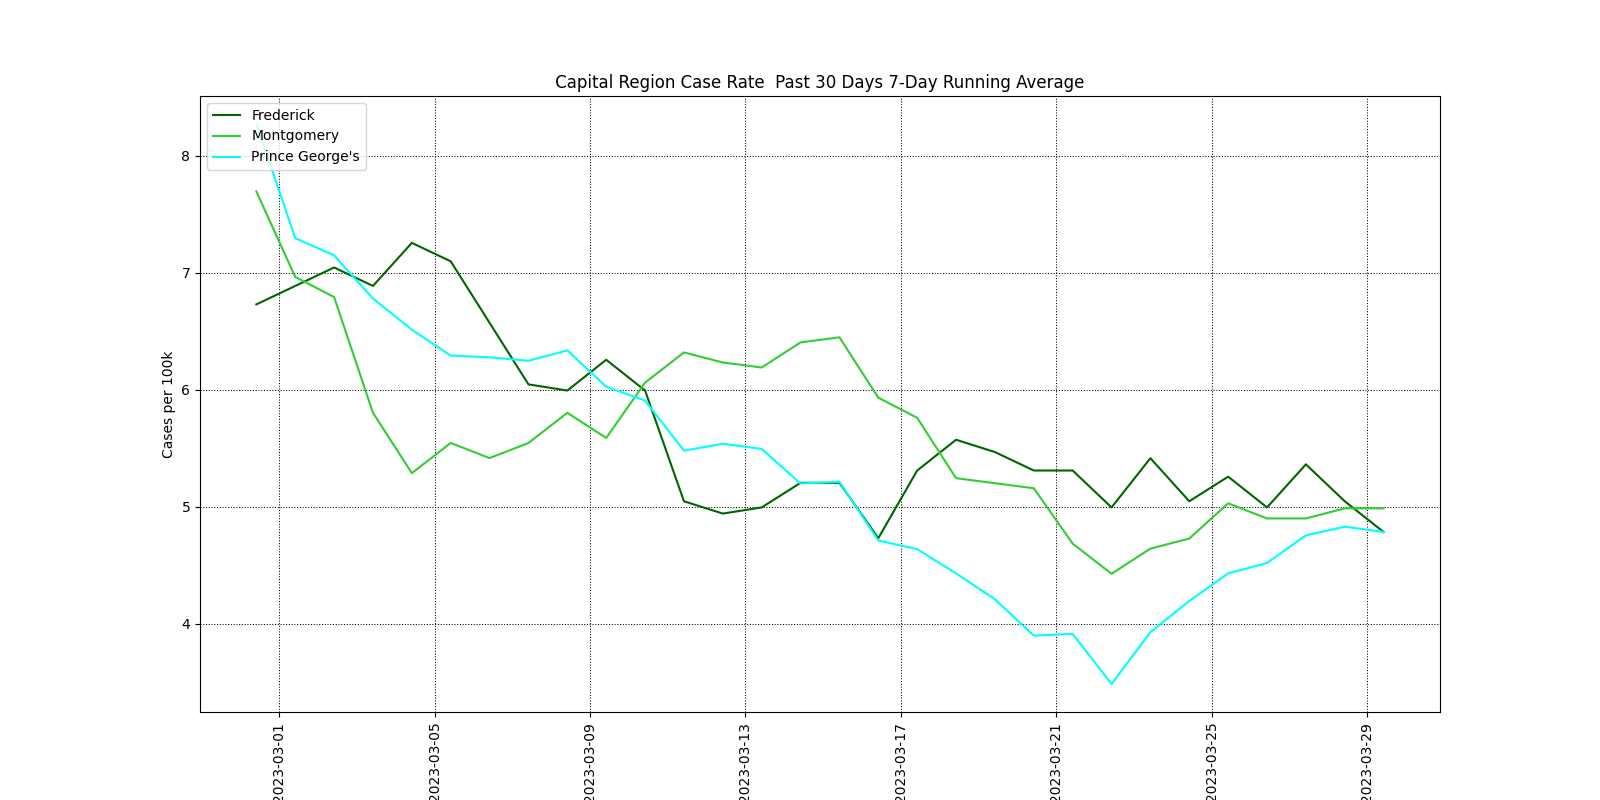 Capital Region Case Rate  Past 30 Days 7-Day Running Average
Frederick
Montgomery
Prince George's
Cases per 100k
8
7
6
5
4
2023-03-01
2023-03-05
2023-03-09
2023-03-13
2023-03-17
2023-03-21
2023-03-25
2023-03-29